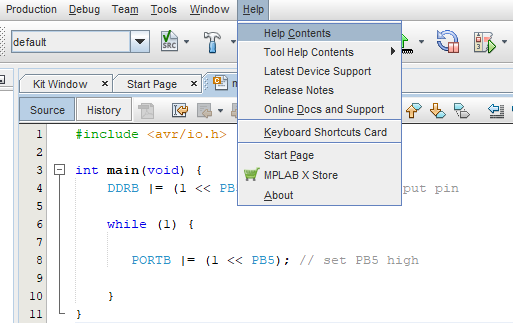 Production Debug Team Tools Window Help
default
SRC
Help Contents
Tool Help Contents
Latest Device Support
Release Notes
Online Docs and Support
Keyboard Shortcuts Card
Start Page
MPLAB X Store
About
Kit Window Start Page
Source History
1 #include <avr/io.h>
2
3 int main(void) {
4 DDRB |= (1 << PB put pin
5
6 while (1) {
7
8 PORTB |= (1 << PB5); // set PB5 high
9
10 }
11 }